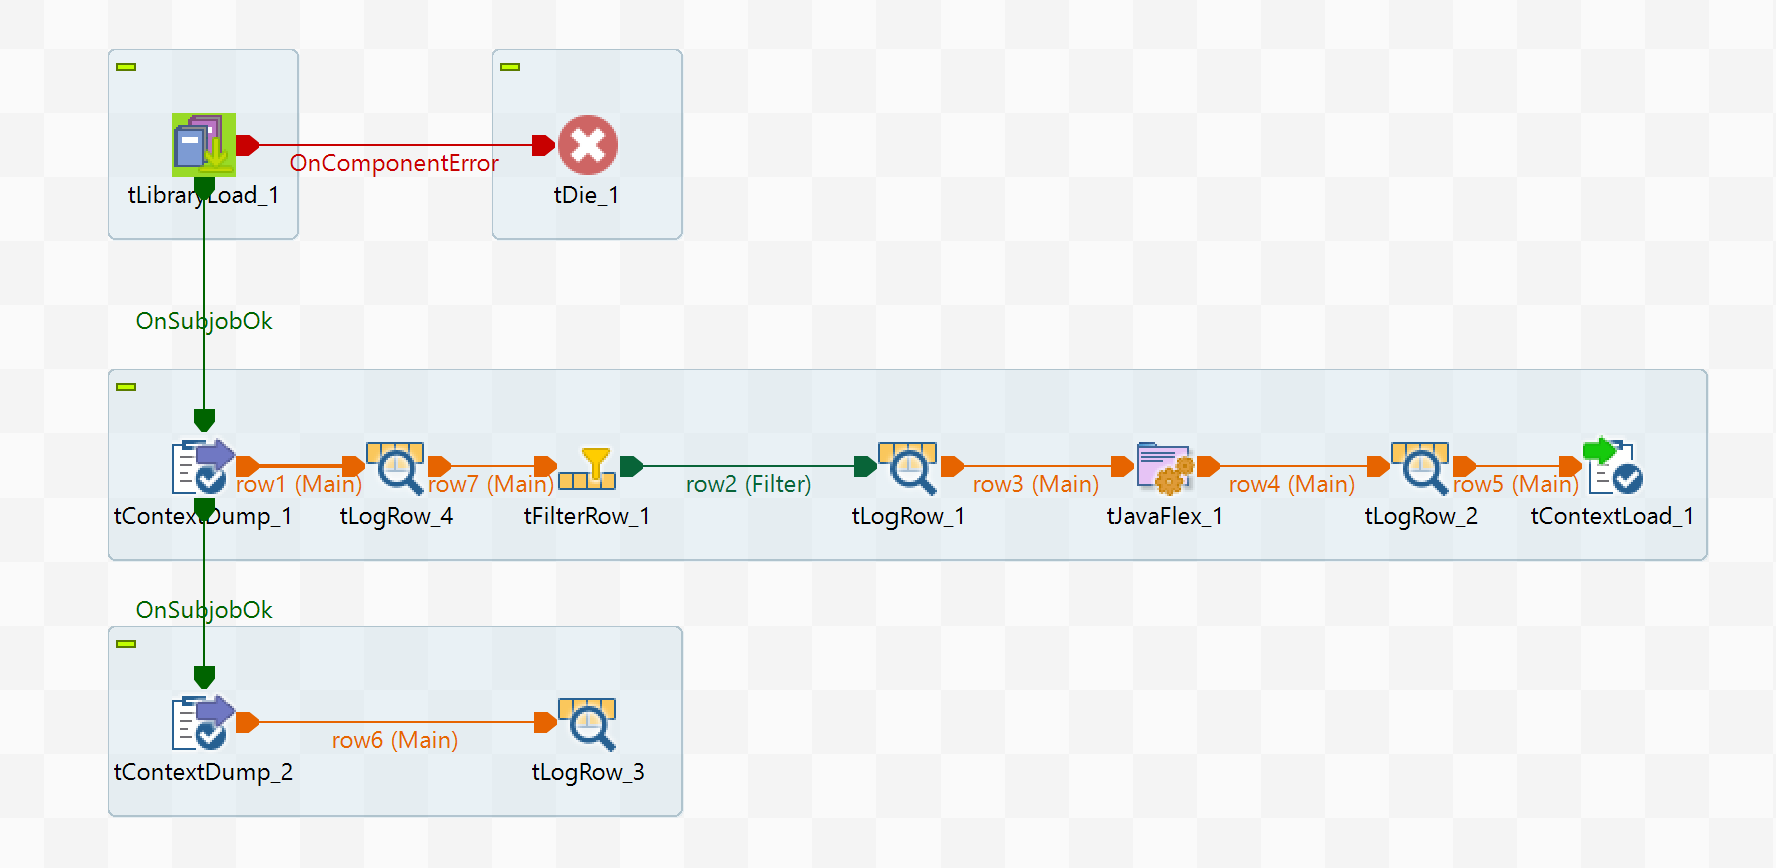 OnComponentError
tLibraryLoad_1
tDie_1
OnSubjobOk
row1 (Main)
row7 (Main)
row2 (Filter)
row3 (Main)
row4 (Main)
row5 (Main)
tContextDump_1
tLogRow_4
tFilterRow_1
tLogRow_1
tJavaFlex_1
tLogRow_2
tContextLoad_1
OnSubjobOk
row6 (Main)
tContextDump_2
tLogRow_3